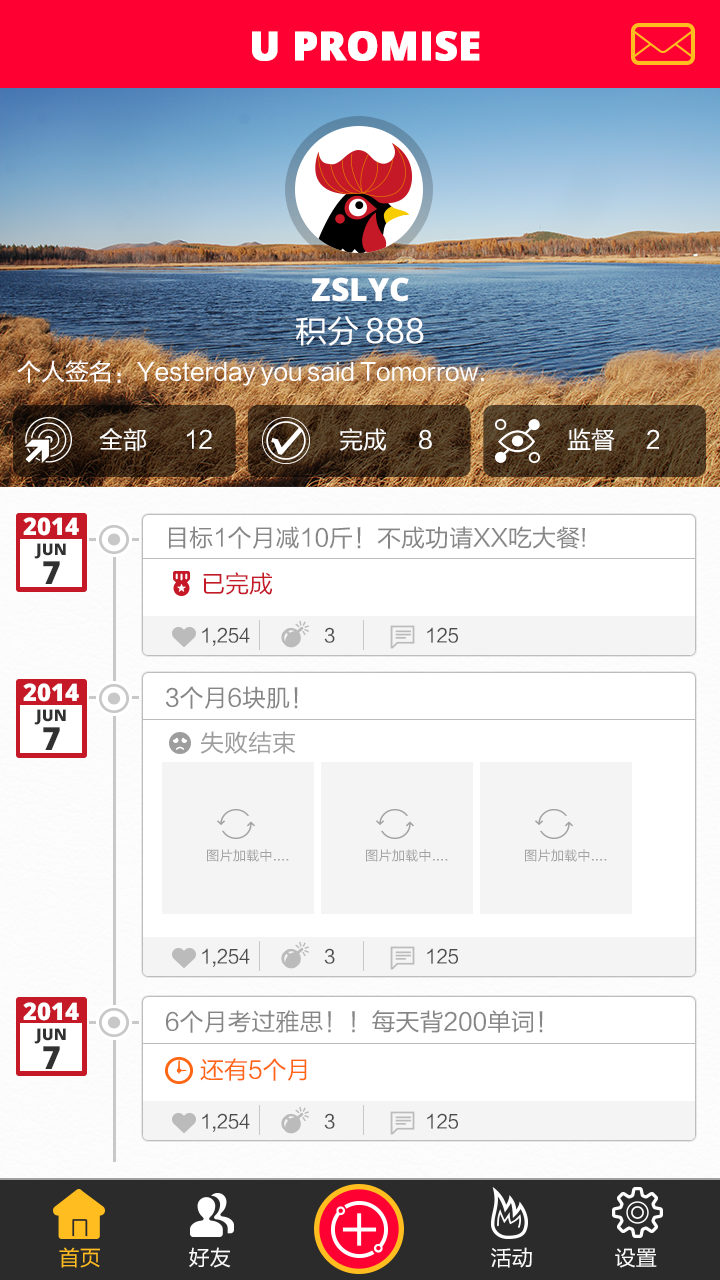 U PROMISE
ZSLYC
积分 888
个人签名：Yesterday you said Tomorrow.
全部 12
完成 8
监督 2
2014
JUN
7
目标1个月减10斤！不成功请XX吃大餐!
已完成
1,254 3 125
2014
JUN
7
3个月6块肌！
失败结束
图片加载中.... 图片加载中.... 图片加载中....
1,254 3 125
2014
JUN
7
6个月考过雅思！！每天背200单词！
还有5个月
1,254 3 125
首页 好友 活动 设置